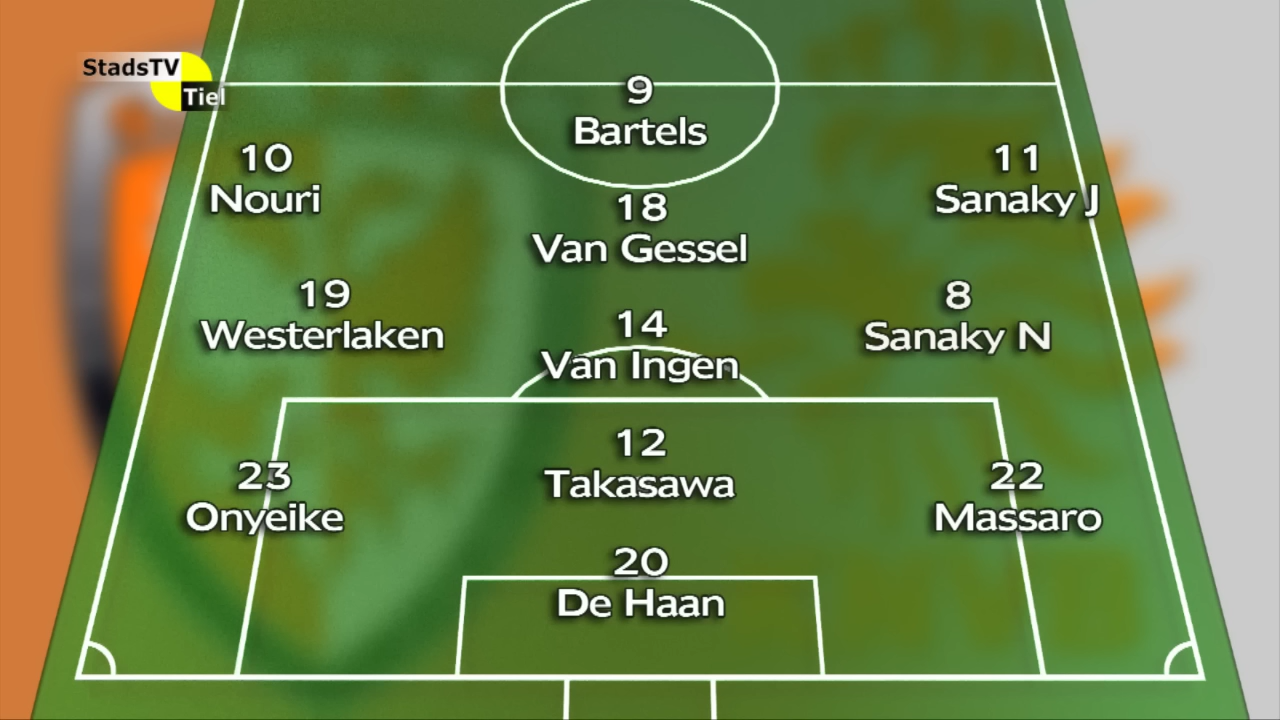 StadsTV
Tiel
9
Bartels
10
Nouri
11
Sanaky J
18
Van Gessel
19
Westerlaken
8
Sanaky N
14
Van Ingen
12
Takasawa
23
Onyeike
22
Massaro
20
De Haan